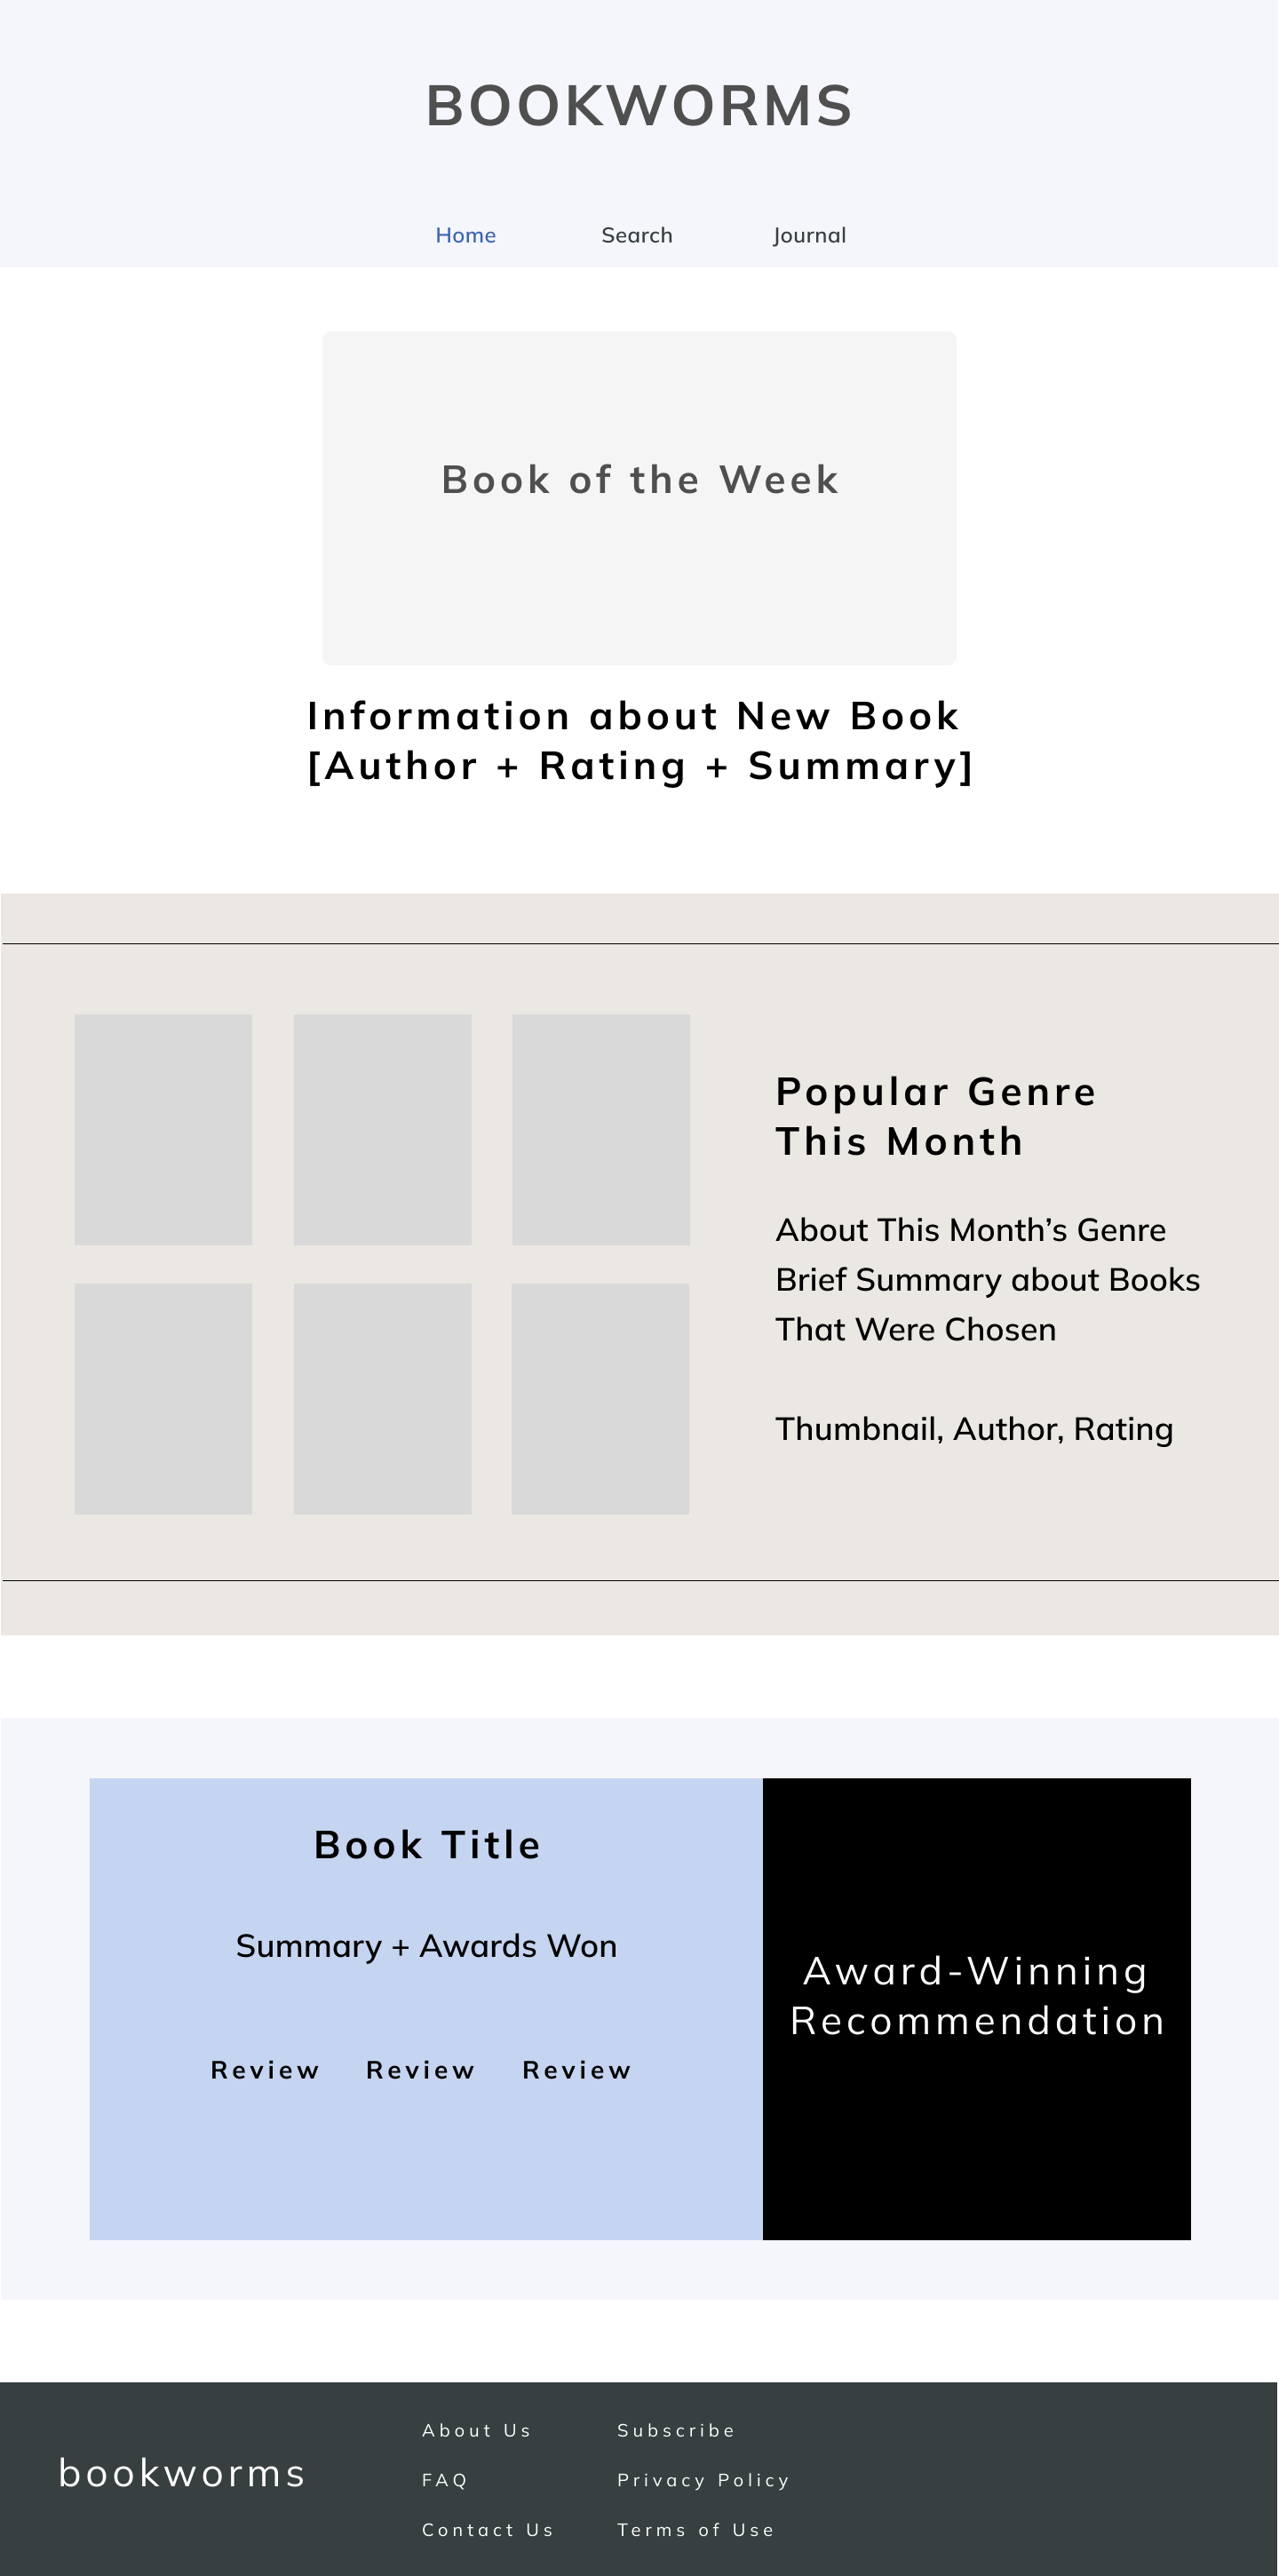 BOOKWORMS
Home Search Journal
Book of the Week
Information about New Book
[Author + Rating + Summary]
Popular Genre
This Month
About This Month’s Genre
Brief Summary about Books
That Were Chosen
Thumbnail, Author, Rating
Book Title
Summary + Awards Won
Review Review Review
Award-Winning
Recommendation
bookworms
About Us
FAQ
Contact Us
Subscribe
Privacy Policy
Terms of Use